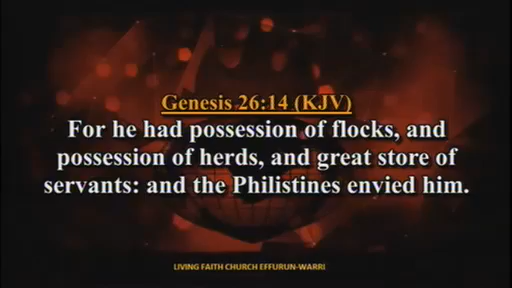 Genesis 26:14 (KJV)
For he had possession of flocks, and
possession of herds, and great store of
servants: and the Philistines envied him.
LIVING FAITH CHURCH EFFURUN-WARRI